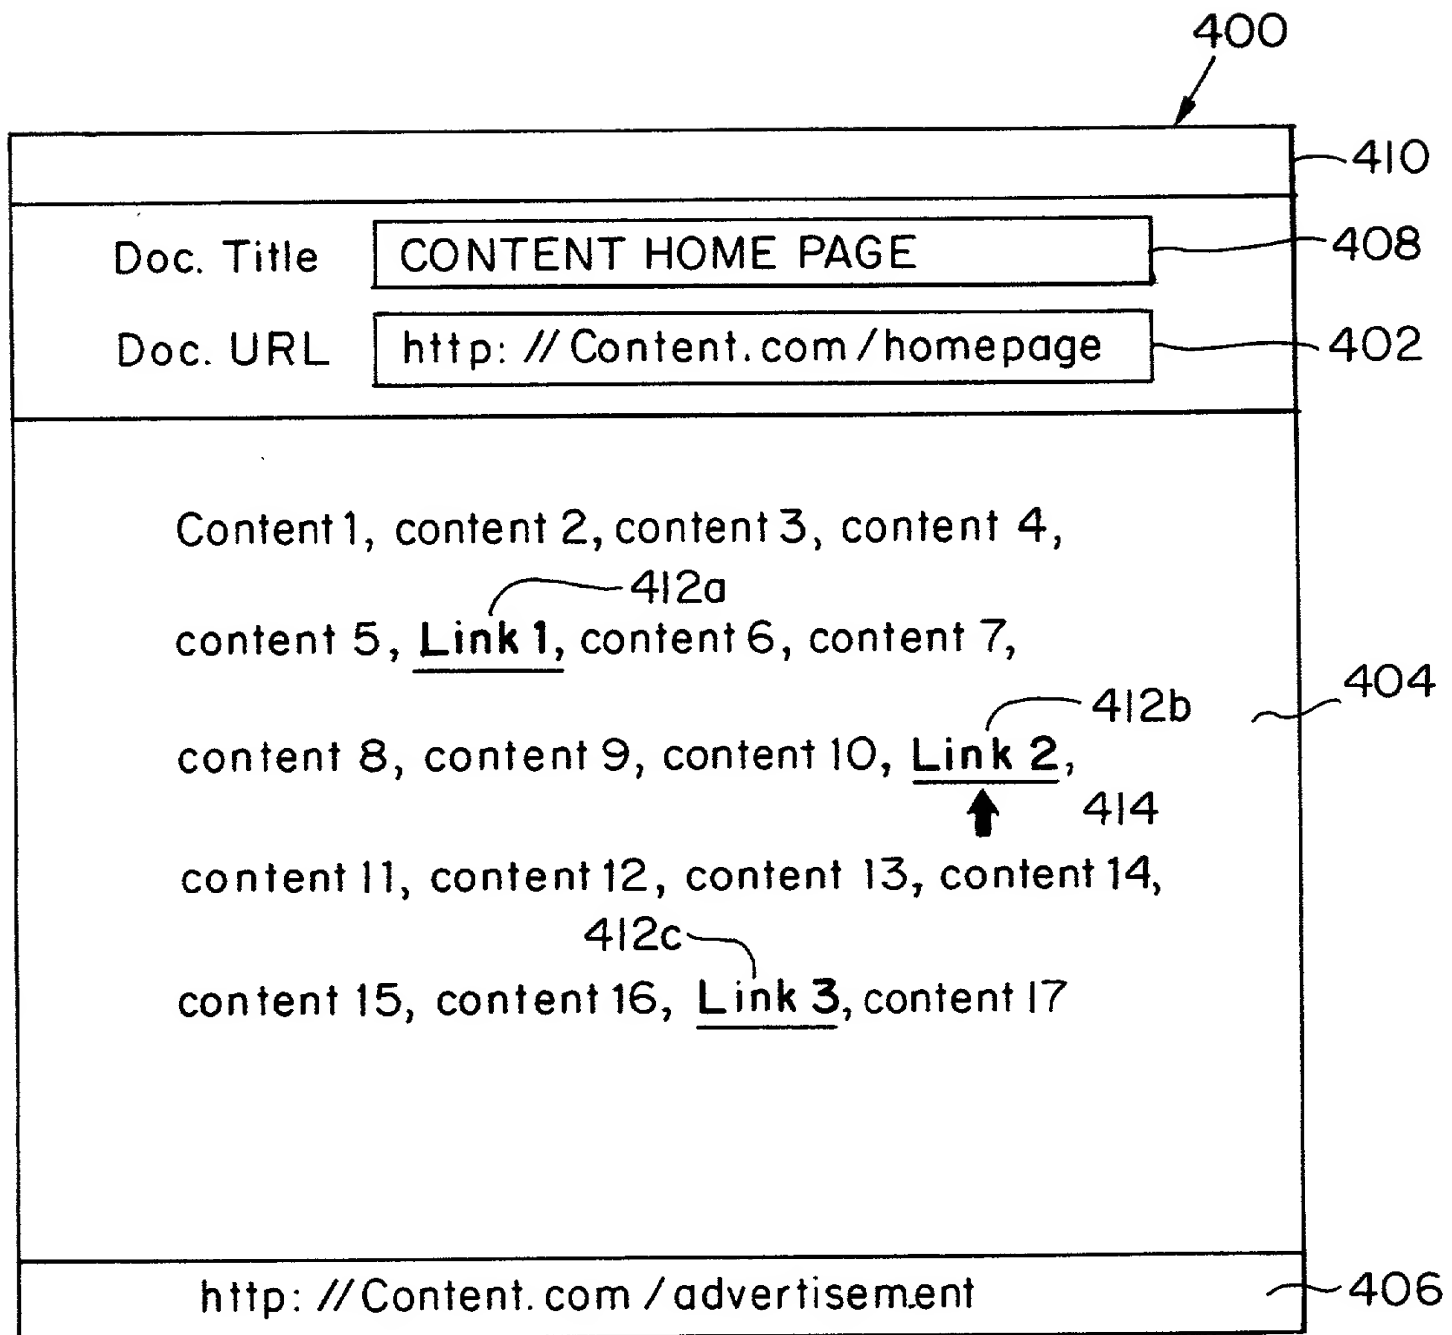 400
410
Doc. Title CONTENT HOME PAGE 408
Doc. URL http: //Content.com/homepage 402
Content 1, content 2, content 3, content 4,
412a
content 5, Link 1, content 6, content 7,
404
412b
content 8, content 9, content 10, Link 2,
414
content 11, content 12, content 13, content 14,
412c
content 15, content 16, Link 3, content 17
http: //Content.com/advertisement 406